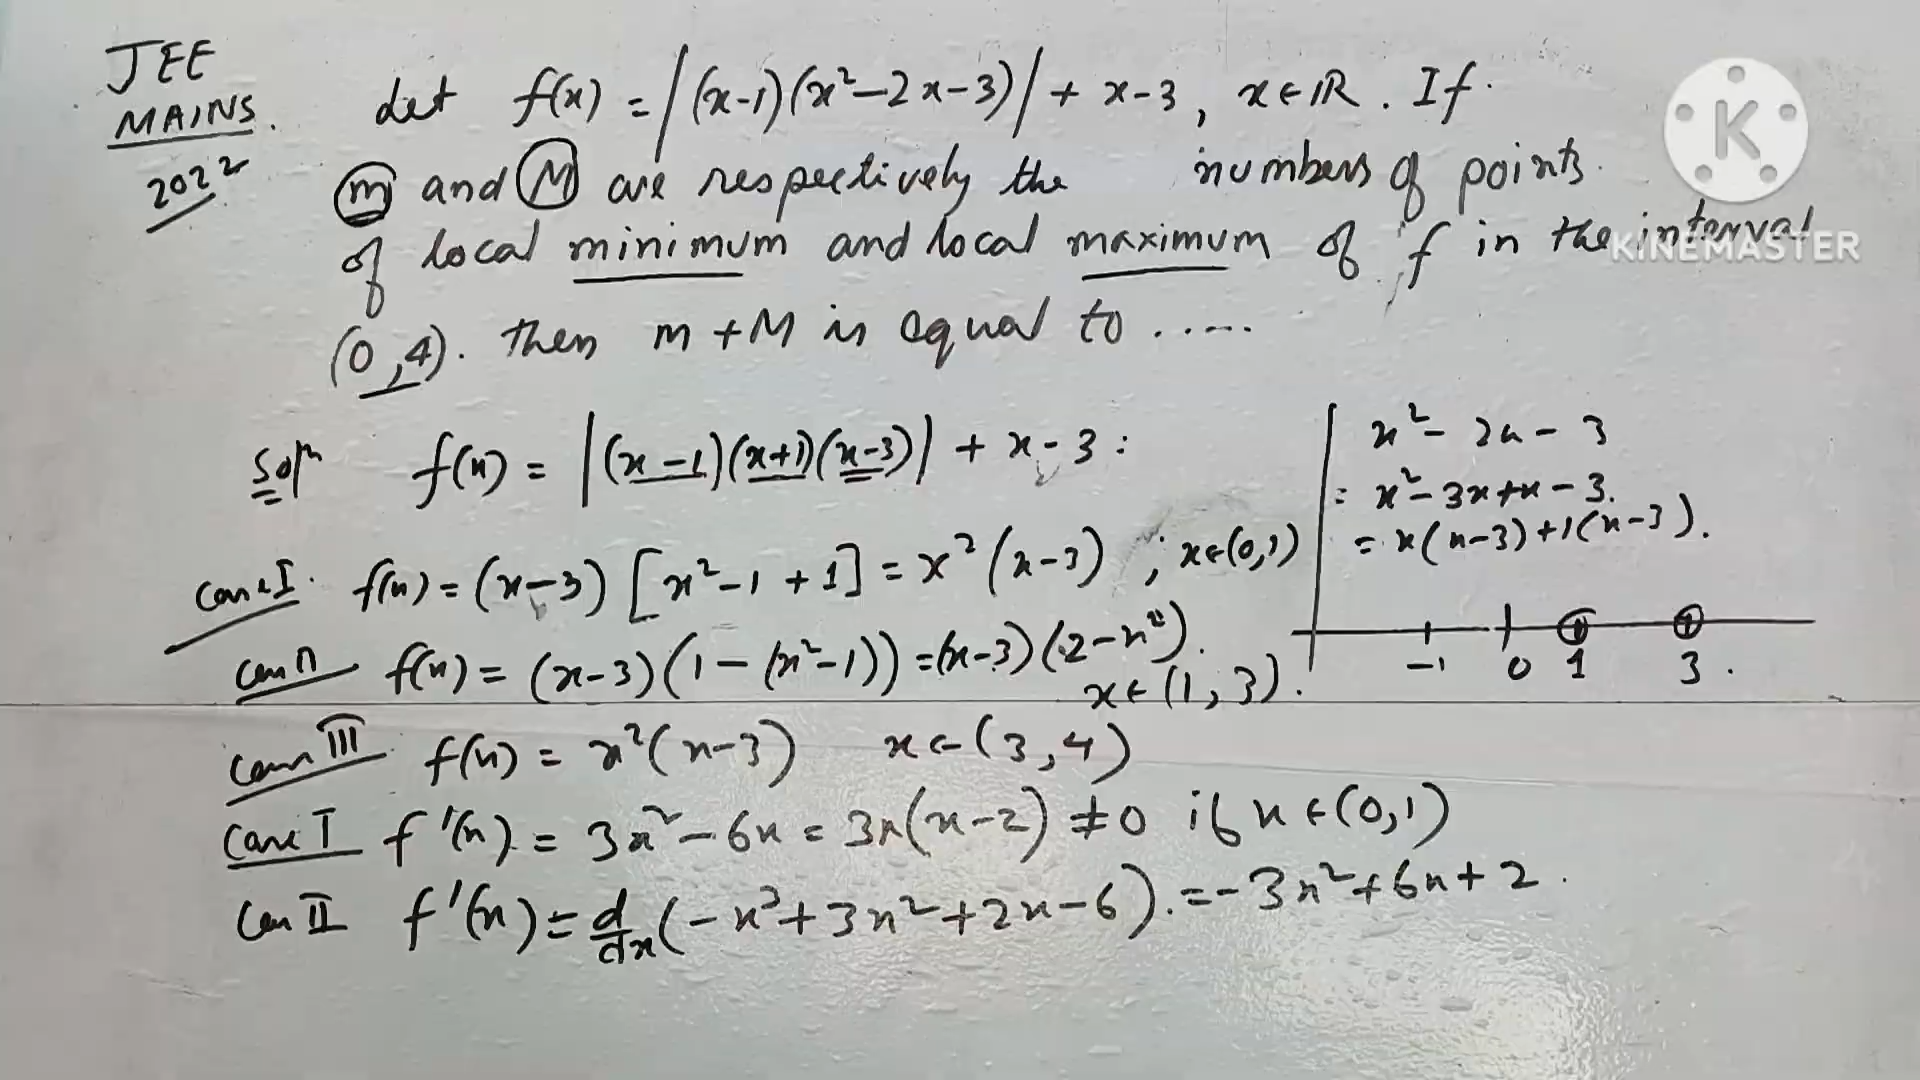 JEE
MAINS.
2022
Let f(x) = |(x-1)(x²-2x-3)| + x-3, x∈ℝ. If.
m and M are respectively the numbers of points.
of local minimum and local maximum of f in the interval
(0,4). then m+M is equal to .....
K
KINEMASTER
Solⁿ f(x) = |(x-1)(x+1)(x-3)| + x-3 :
x²-2x-3
= x²-3x+x-3.
= x(x-3)+1(x-3).
Case I. f(x) = (x-3)[x²-1+1] = x²(x-3) ; x∈(0,1)
Case II f(x) = (x-3)(1-(x²-1)) = (x-3)(2-x²).
x∈(1,3).
-1 0 1 3.
Case III f(x) = x²(x-3) x∈(3,4)
Case I f'(x) = 3x²-6x = 3x(x-2) ≠0 if x∈(0,1)
Case II f'(x) = d/dx(-x³+3x²+2x-6). = -3x²+6x+2.